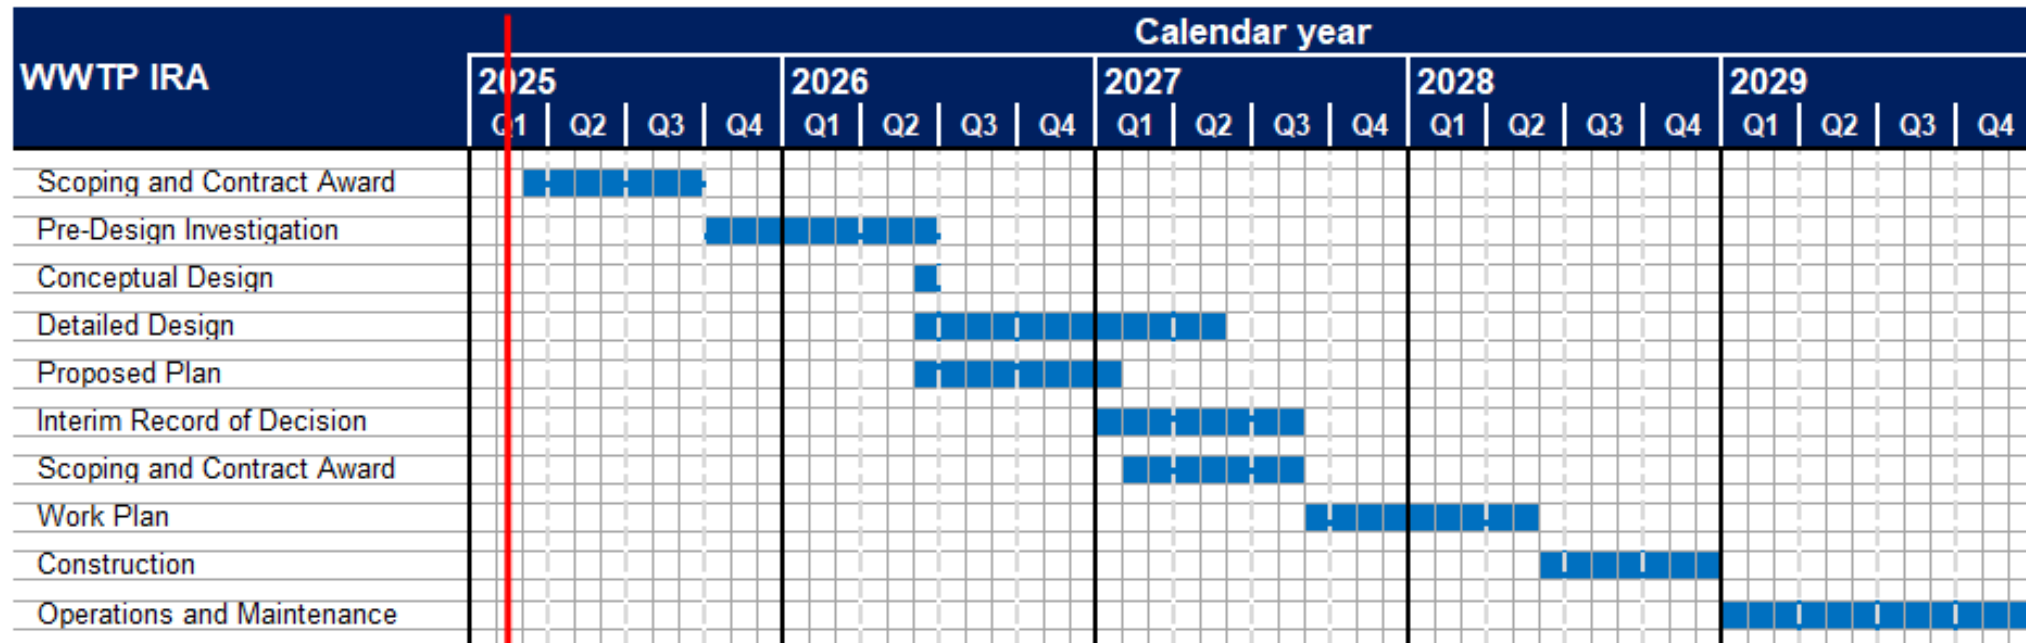 Calendar year
WWTP IRA
2025 2026 2027 2028 2029
Q1 Q2 Q3 Q4 Q1 Q2 Q3 Q4 Q1 Q2 Q3 Q4 Q1 Q2 Q3 Q4 Q1 Q2 Q3 Q4
Scoping and Contract Award
Pre-Design Investigation
Conceptual Design
Detailed Design
Proposed Plan
Interim Record of Decision
Scoping and Contract Award
Work Plan
Construction
Operations and Maintenance